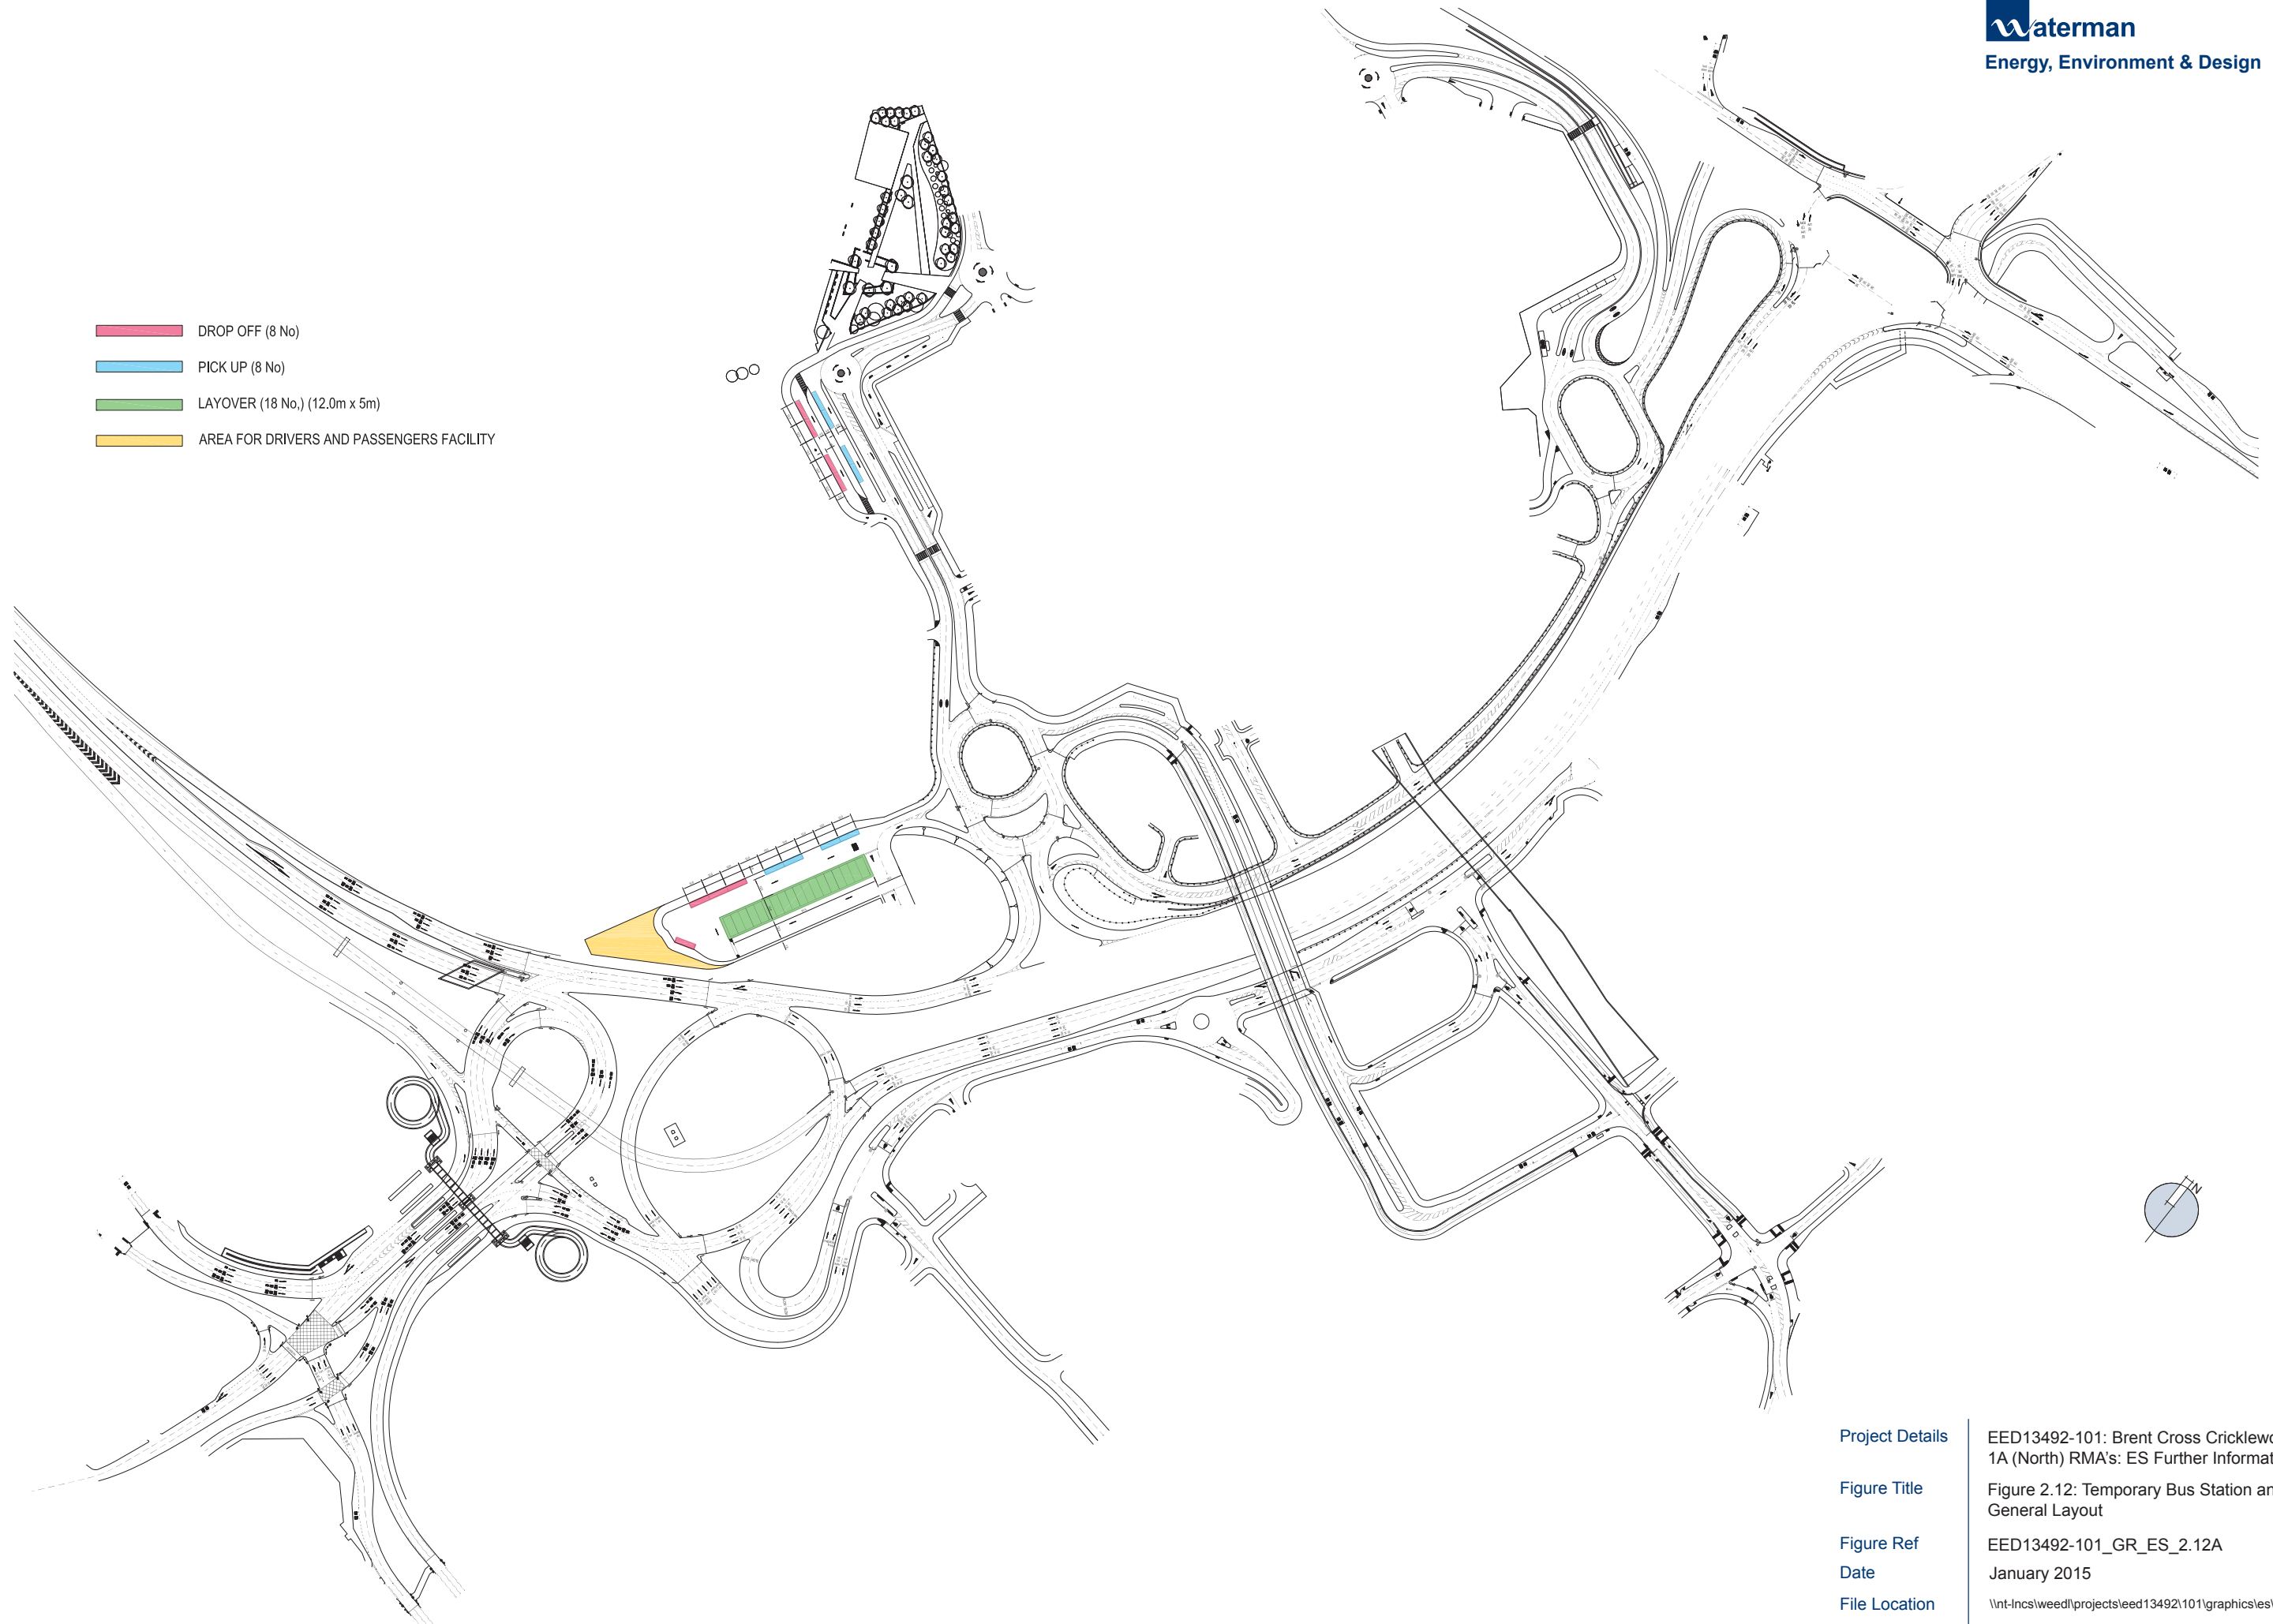 Waterman
Energy, Environment & Design
DROP OFF (8 No)
PICK UP (8 No)
LAYOVER (18 No,) (12.0m x 5m)
AREA FOR DRIVERS AND PASSENGERS FACILITY
N
Project Details
EED13492-101: Brent Cross Cricklew
1A (North) RMA's: ES Further Informat
Figure Title
Figure 2.12: Temporary Bus Station an
General Layout
Figure Ref
EED13492-101_GR_ES_2.12A
Date
January 2015
File Location
\\nt-lncs\weedl\projects\eed13492\101\graphics\es\